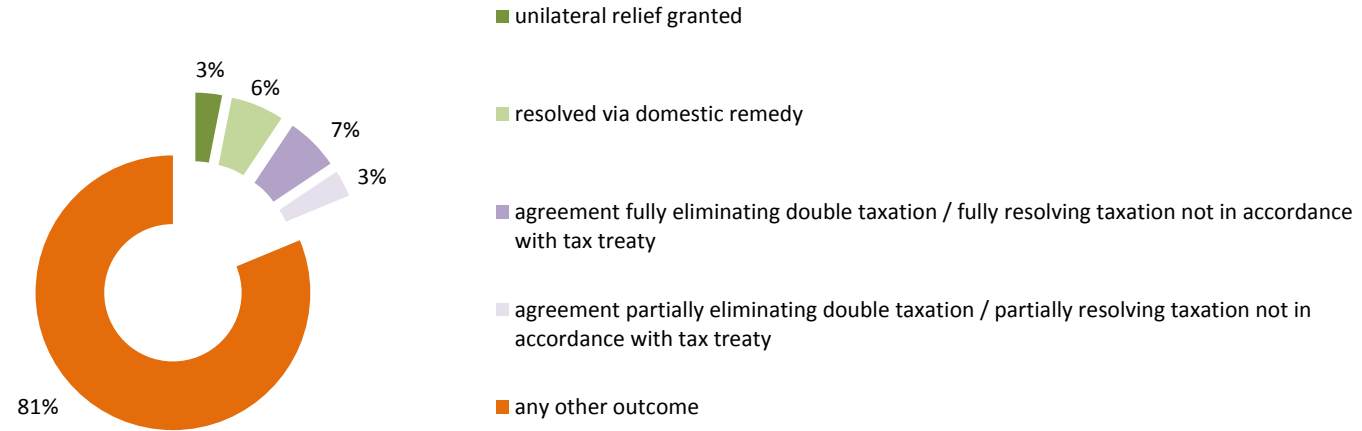 unilateral relief granted
3%
6%
resolved via domestic remedy
7%
3%
agreement fully eliminating double taxation / fully resolving taxation not in accordance
with tax treaty
agreement partially eliminating double taxation / partially resolving taxation not in
accordance with tax treaty
81%
any other outcome